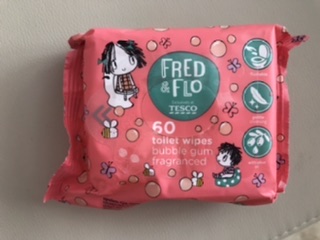 FRED
& FLO
TESCO
60
toilet wipes
bubble gum
fragranced